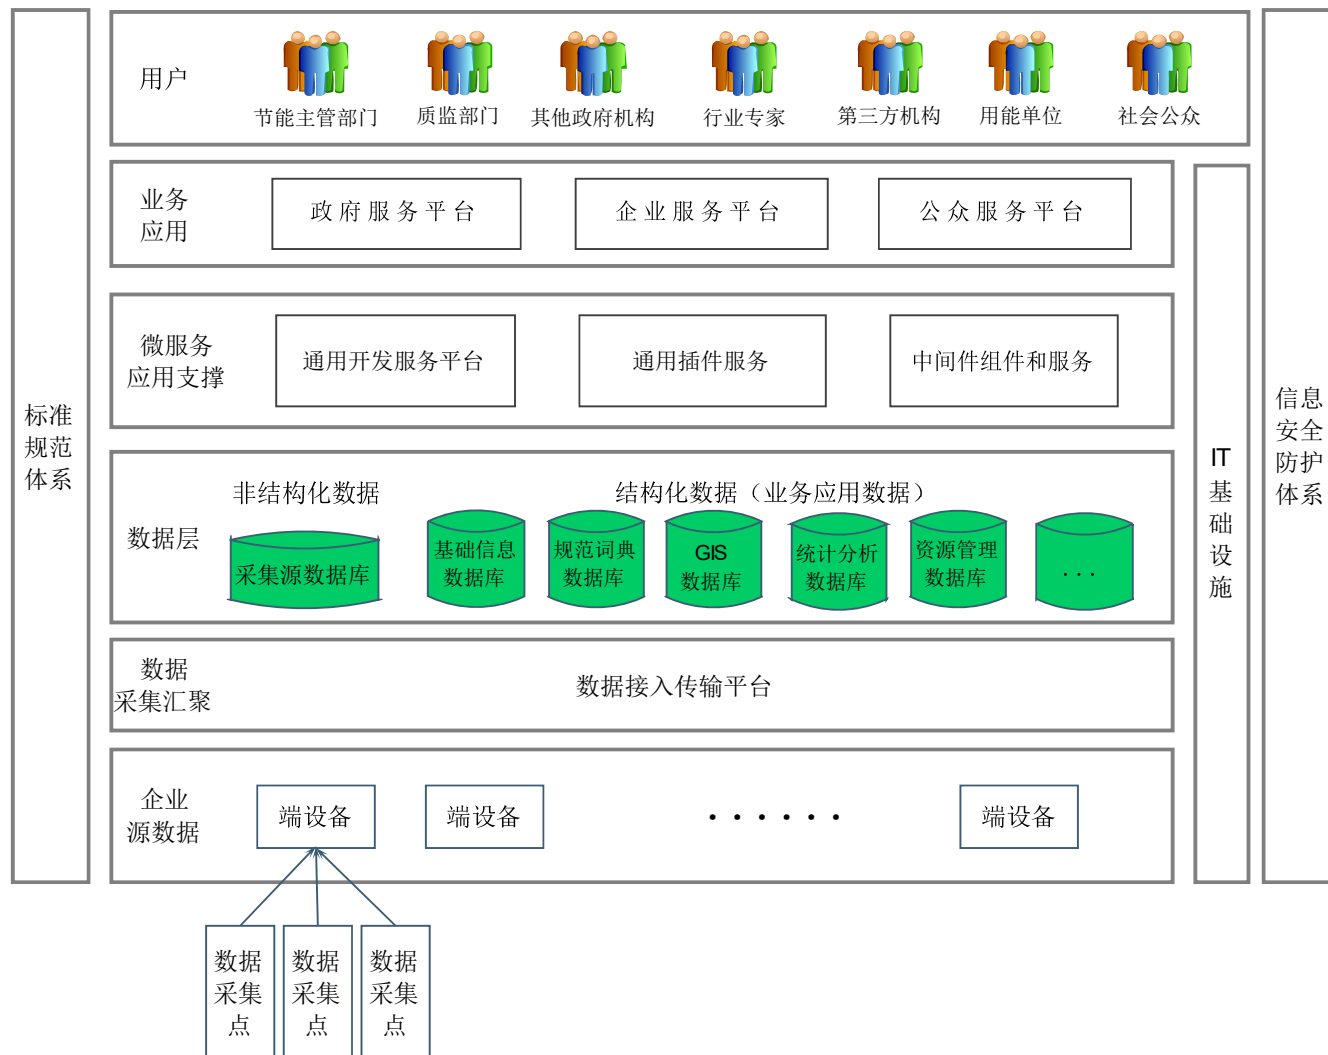 标准
规范
体系
用户
节能主管部门
质监部门
其他政府机构
行业专家
第三方机构
用能单位
社会公众
业务
应用
政府服务平台
企业服务平台
公众服务平台
微服务
应用支撑
通用开发服务平台
通用插件服务
中间件组件和服务
数据层
非结构化数据
结构化数据（业务应用数据）
采集源数据库
基础信息
数据库
规范词典
数据库
GIS
数据库
统计分析
数据库
资源管理
数据库
...
数据
采集汇聚
数据接入传输平台
企业
源数据
端设备
端设备
······
端设备
数据
采集
点
数据
采集
点
数据
采集
点
IT
基
础
设
施
信息
安全
防护
体系